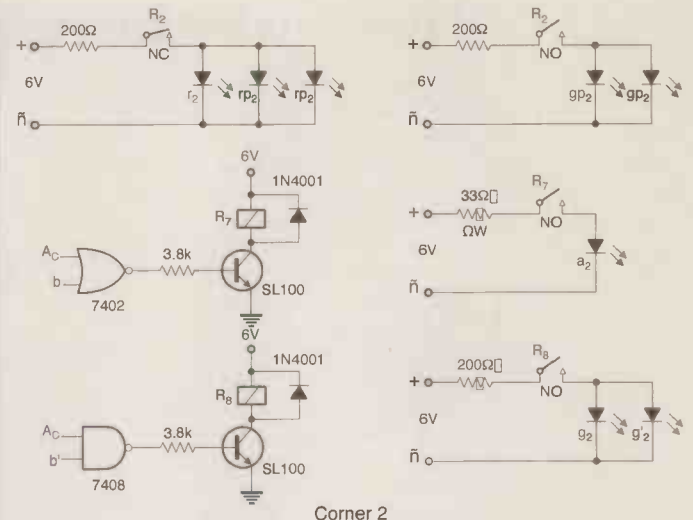 200Ω
R2
NC
+
6V
ñ
r2
rp2
rp2
200Ω
R2
NO
+
6V
ñ
gp2
gp2
6V
1N4001
R7
Ac
b
3.8k
7402
SL100
33Ω
R7
ΩW
NO
+
6V
ñ
a2
6V
1N4001
R8
Ac
b'
3.8k
7408
SL100
200Ω
R8
NO
+
6V
ñ
g2
g'2
Corner 2